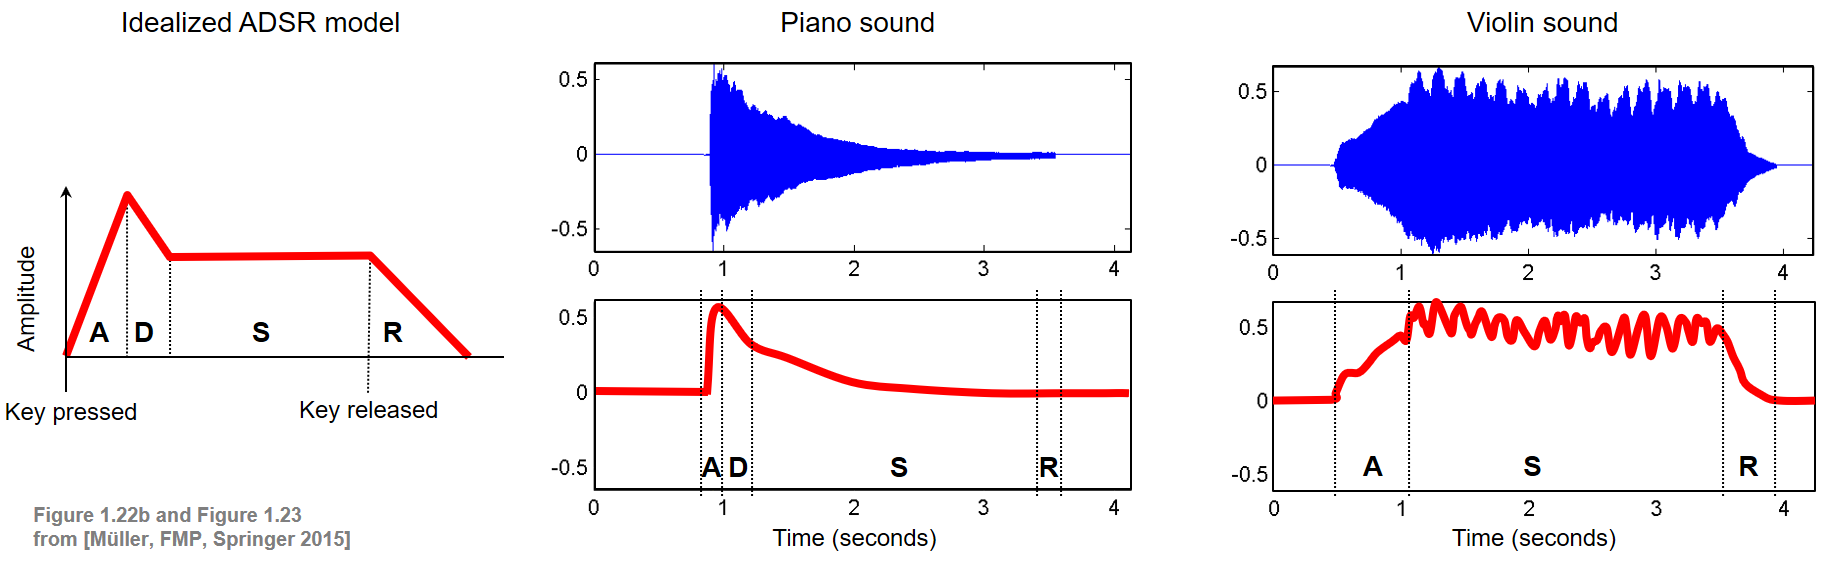 Idealized ADSR model
Amplitude
A D S R
Key pressed
Key released
Figure 1.22b and Figure 1.23
from [Müller, FMP, Springer 2015]
Piano sound
0.5
0
-0.5
0 1 2 3 4
0.5
0
-0.5
A D S R
0 1 2 3 4
Time (seconds)
Violin sound
0.5
0
-0.5
0 1 2 3 4
0.5
0
-0.5
A S R
0 1 2 3 4
Time (seconds)